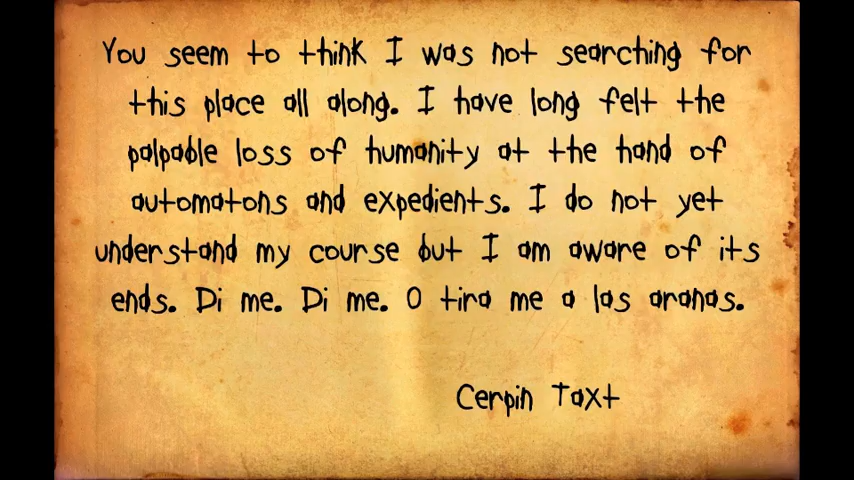 You seem to think I was not searching for
this place all along. I have long felt the
palpable loss of humanity at the hand of
automatons and expedients. I do not yet
understand my course but I am aware of its
ends. Di me. Di me. O tira me a las aranas.
Cerpin Taxt